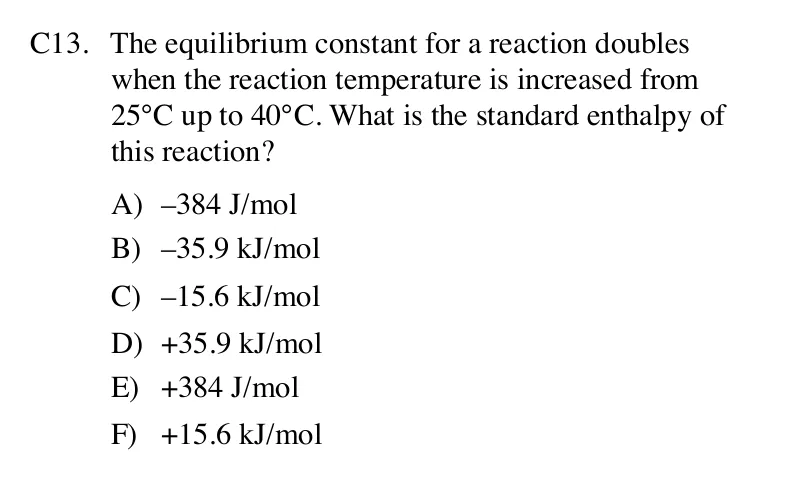 C13. The equilibrium constant for a reaction doubles
when the reaction temperature is increased from
25°C up to 40°C. What is the standard enthalpy of
this reaction?
A) –384 J/mol
B) –35.9 kJ/mol
C) –15.6 kJ/mol
D) +35.9 kJ/mol
E) +384 J/mol
F) +15.6 kJ/mol